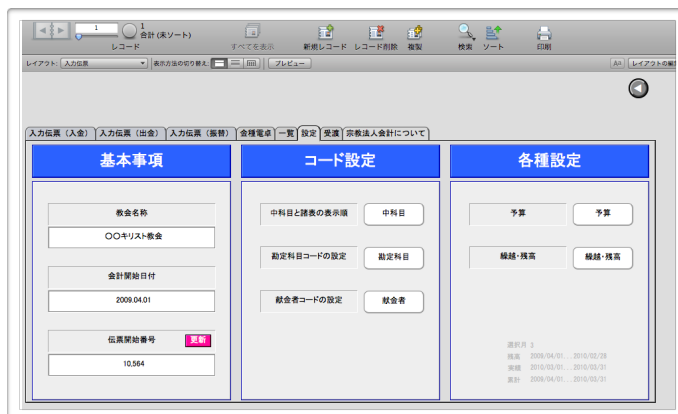 1
1
合計 (未ソート)
レコード
すべてを表示
新規レコード
レコード削除
複製
検索
ソート
印刷
レイアウト: 入力伝票
表示方法の切り替え:
プレビュー
Aa
レイアウトの編
入力伝票（入金）
入力伝票（出金）
入力伝票（振替）
金種電卓
一覧
設定
受渡
宗教法人会計について
基本事項
教会名称
〇〇キリスト教会
会計開始日付
2009.04.01
伝票開始番号
更新
10,564
コード設定
中科目と諸表の表示順
中科目
勘定科目コードの設定
勘定科目
献金者コードの設定
献金者
各種設定
予算
予算
繰越・残高
繰越・残高
選択月 3
残高 2009/04/01...2010/02/28
実績 2010/03/01...2010/03/31
累計 2009/04/01...2010/03/31